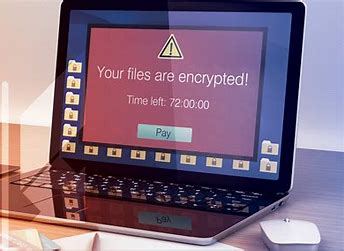 Your files are encrypted!
Time left: 72:00:00
Pay